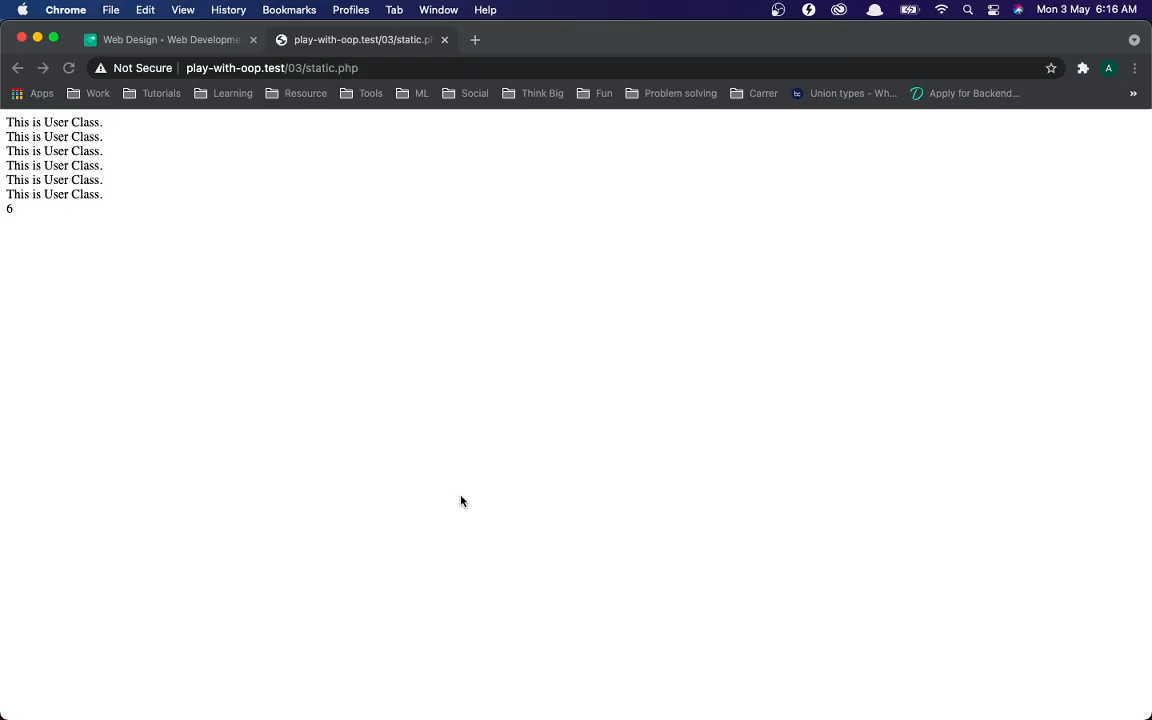 Chrome File Edit View History Bookmarks Profiles Tab Window Help Mon 3 May 6:16 AM
Web Design • Web Developme play-with-oop.test/03/static.pl
Not Secure play-with-oop.test/03/static.php A
Apps Work Tutorials Learning Resource Tools ML Social Think Big Fun Problem solving Carrer bc Union types - Wh... Apply for Backend... »
This is User Class.
This is User Class.
This is User Class.
This is User Class.
This is User Class.
This is User Class.
6